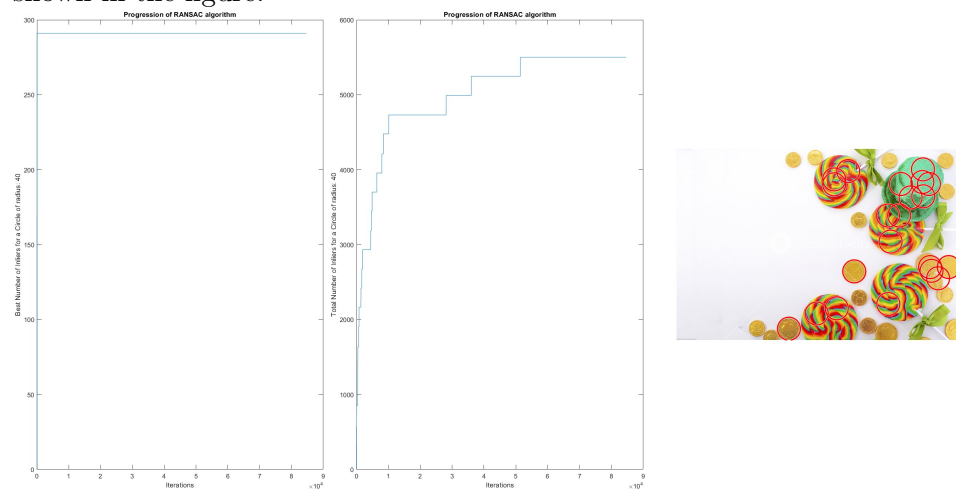 shown in the figure.
Progression of RANSAC algorithm
Best Number of Inliers for a Circle of radius: 40
300
250
200
150
100
50
0
0 1 2 3 4 5 6 7 8 9
×10⁴
Iterations
Progression of RANSAC algorithm
Total Number of Inliers for a Circle of radius: 40
6000
5000
4000
3000
2000
1000
0
0 1 2 3 4 5 6 7 8 9
×10⁴
Iterations